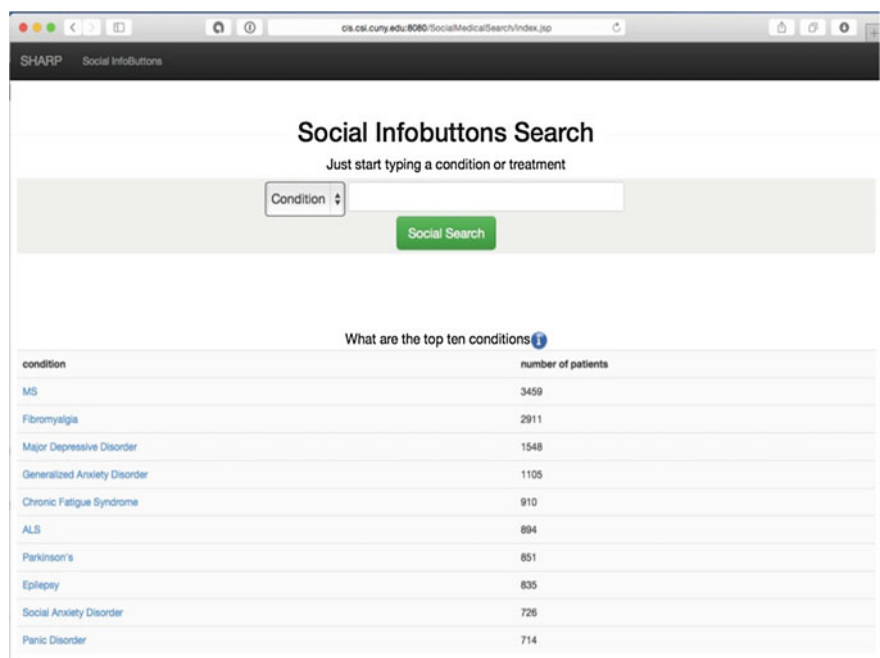 cis.csi.cuny.edu:8080/SocialMedicalSearch/index.jsp
SHARP Social InfoButtons
Social Infobuttons Search
Just start typing a condition or treatment
Condition
Social Search
What are the top ten conditions
condition number of patients
MS 3459
Fibromyalgia 2911
Major Depressive Disorder 1548
Generalized Anxiety Disorder 1105
Chronic Fatigue Syndrome 910
ALS 894
Parkinson's 851
Epilepsy 835
Social Anxiety Disorder 726
Panic Disorder 714